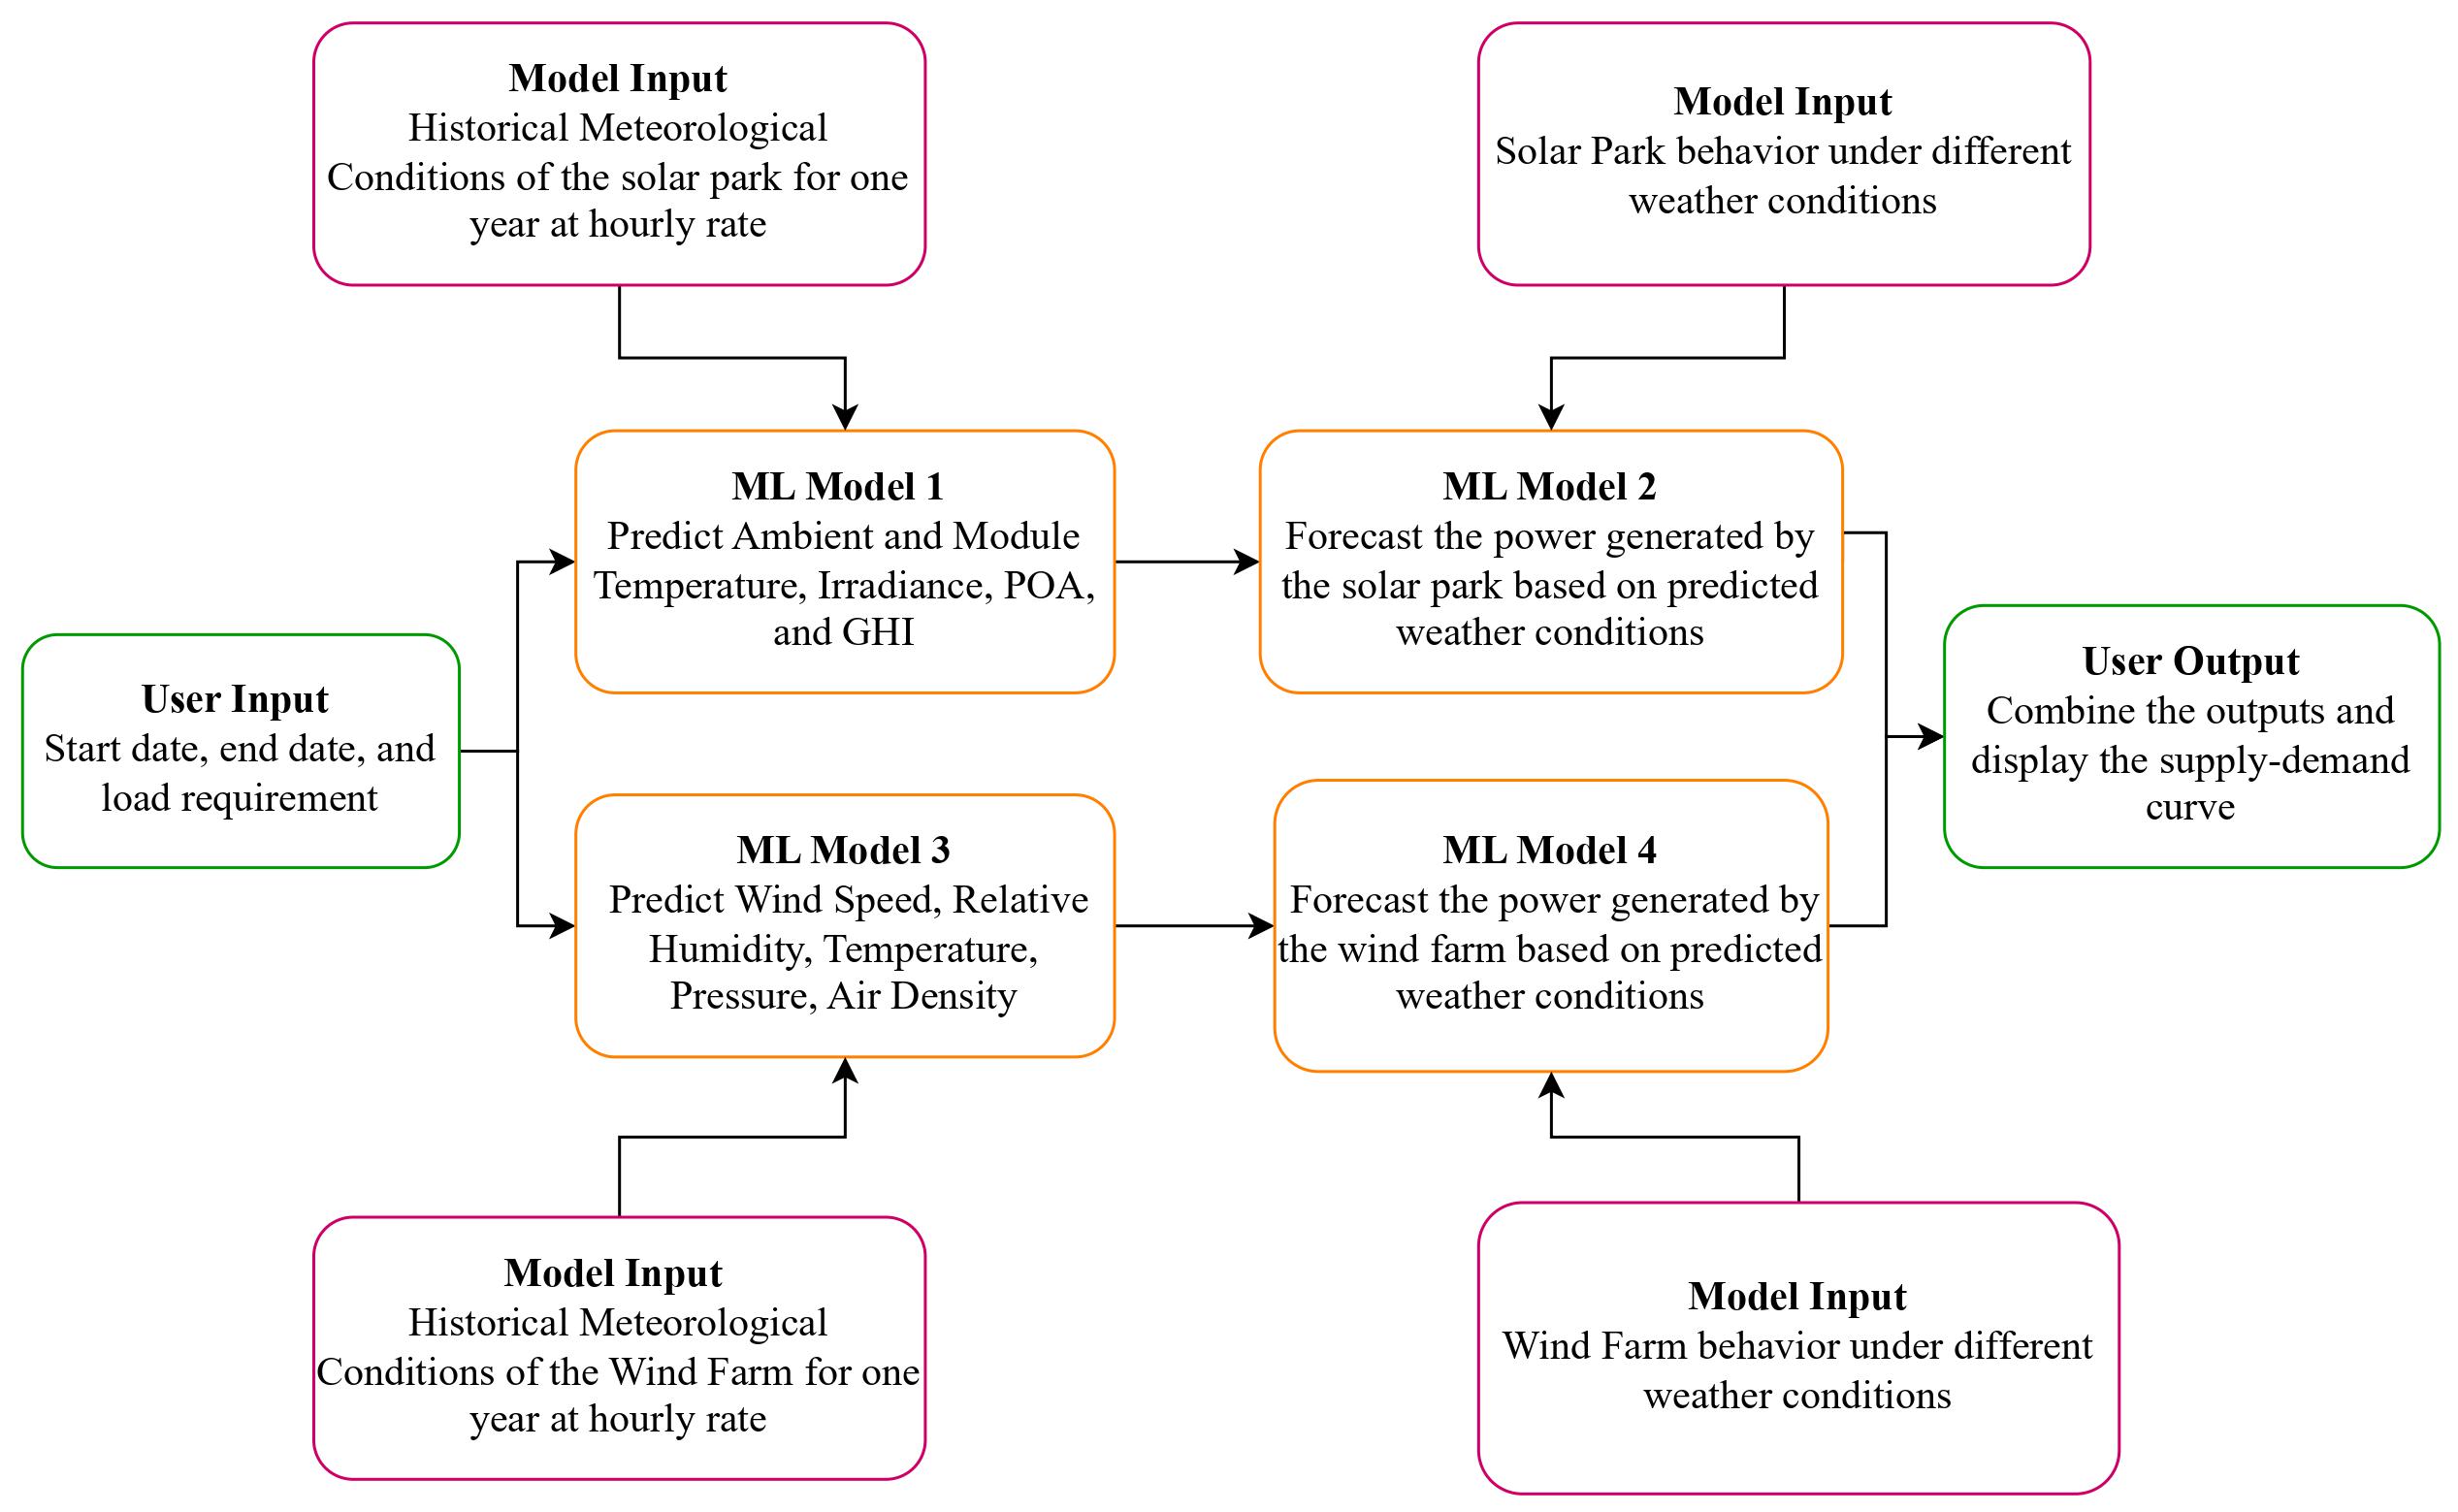 Model Input
Historical Meteorological
Conditions of the solar park for one
year at hourly rate
Model Input
Solar Park behavior under different
weather conditions
ML Model 1
Predict Ambient and Module
Temperature, Irradiance, POA,
and GHI
ML Model 2
Forecast the power generated by
the solar park based on predicted
weather conditions
User Input
Start date, end date, and
load requirement
User Output
Combine the outputs and
display the supply-demand
curve
ML Model 3
Predict Wind Speed, Relative
Humidity, Temperature,
Pressure, Air Density
ML Model 4
Forecast the power generated by
the wind farm based on predicted
weather conditions
Model Input
Historical Meteorological
Conditions of the Wind Farm for one
year at hourly rate
Model Input
Wind Farm behavior under different
weather conditions